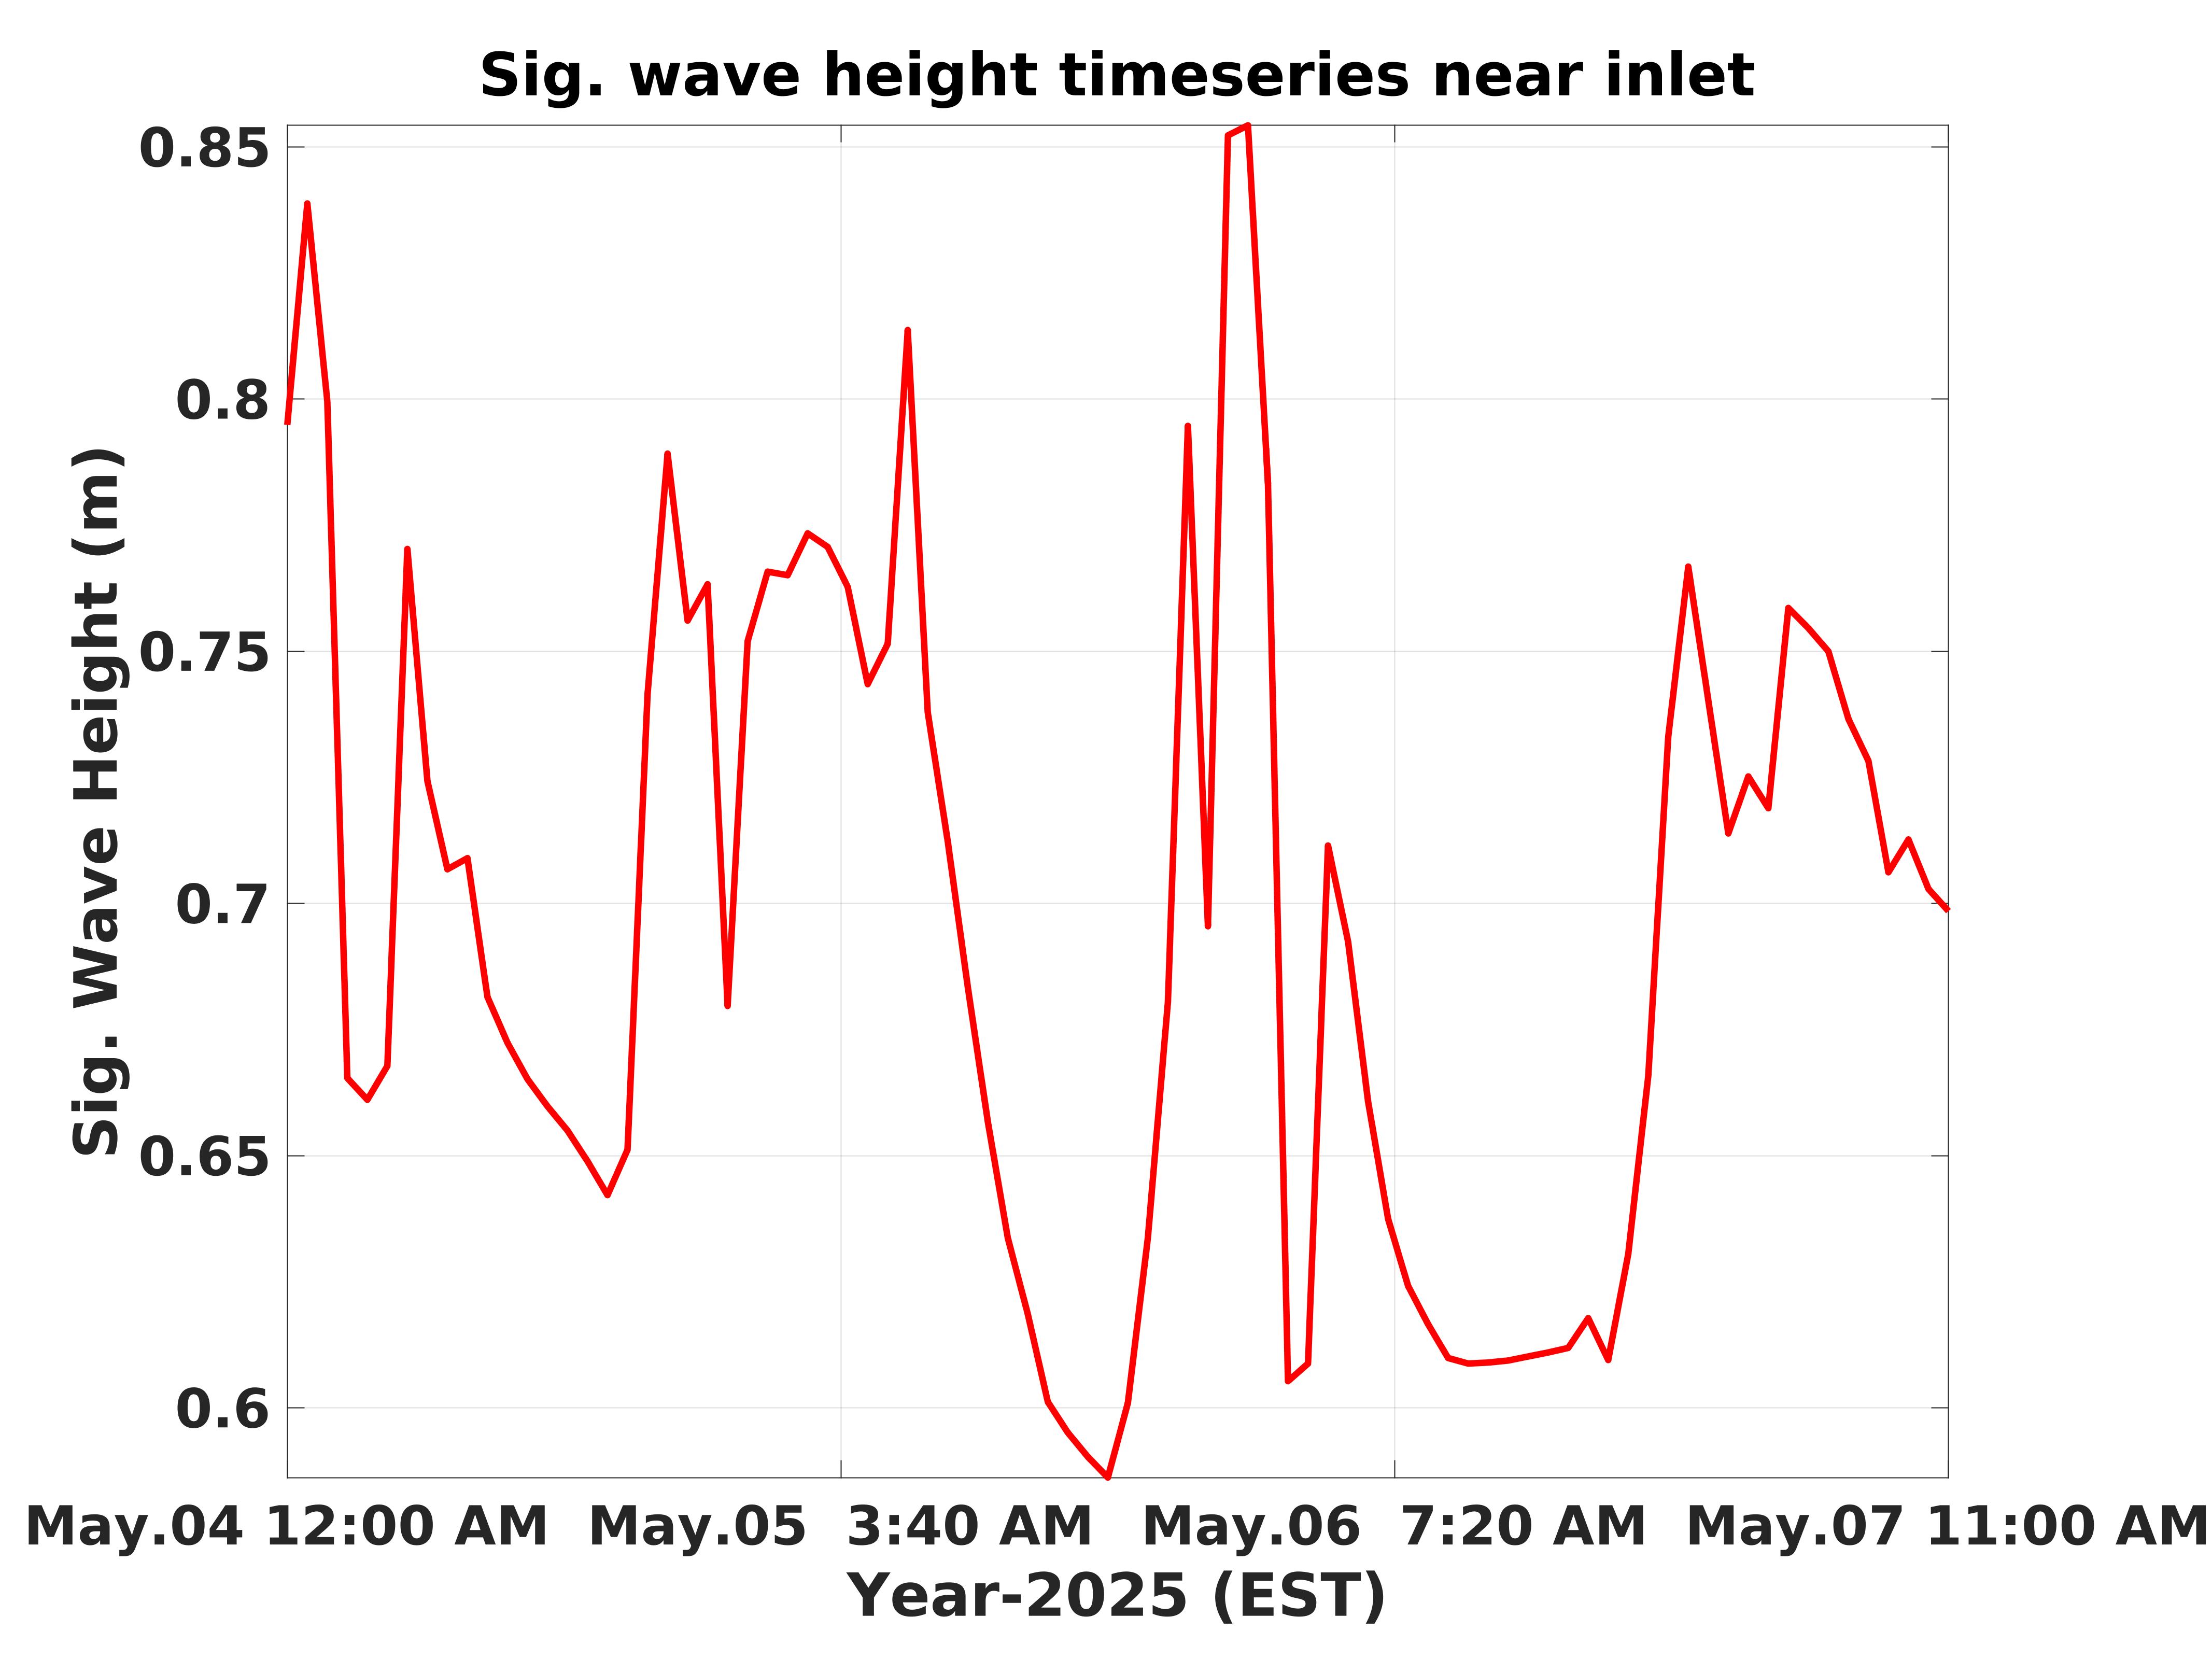 Sig. wave height timeseries near inlet
Sig. Wave Height (m)
0.85
0.8
0.75
0.7
0.65
0.6
May.04 12:00 AM May.05 3:40 AM May.06 7:20 AM May.07 11:00 AM
Year-2025 (EST)